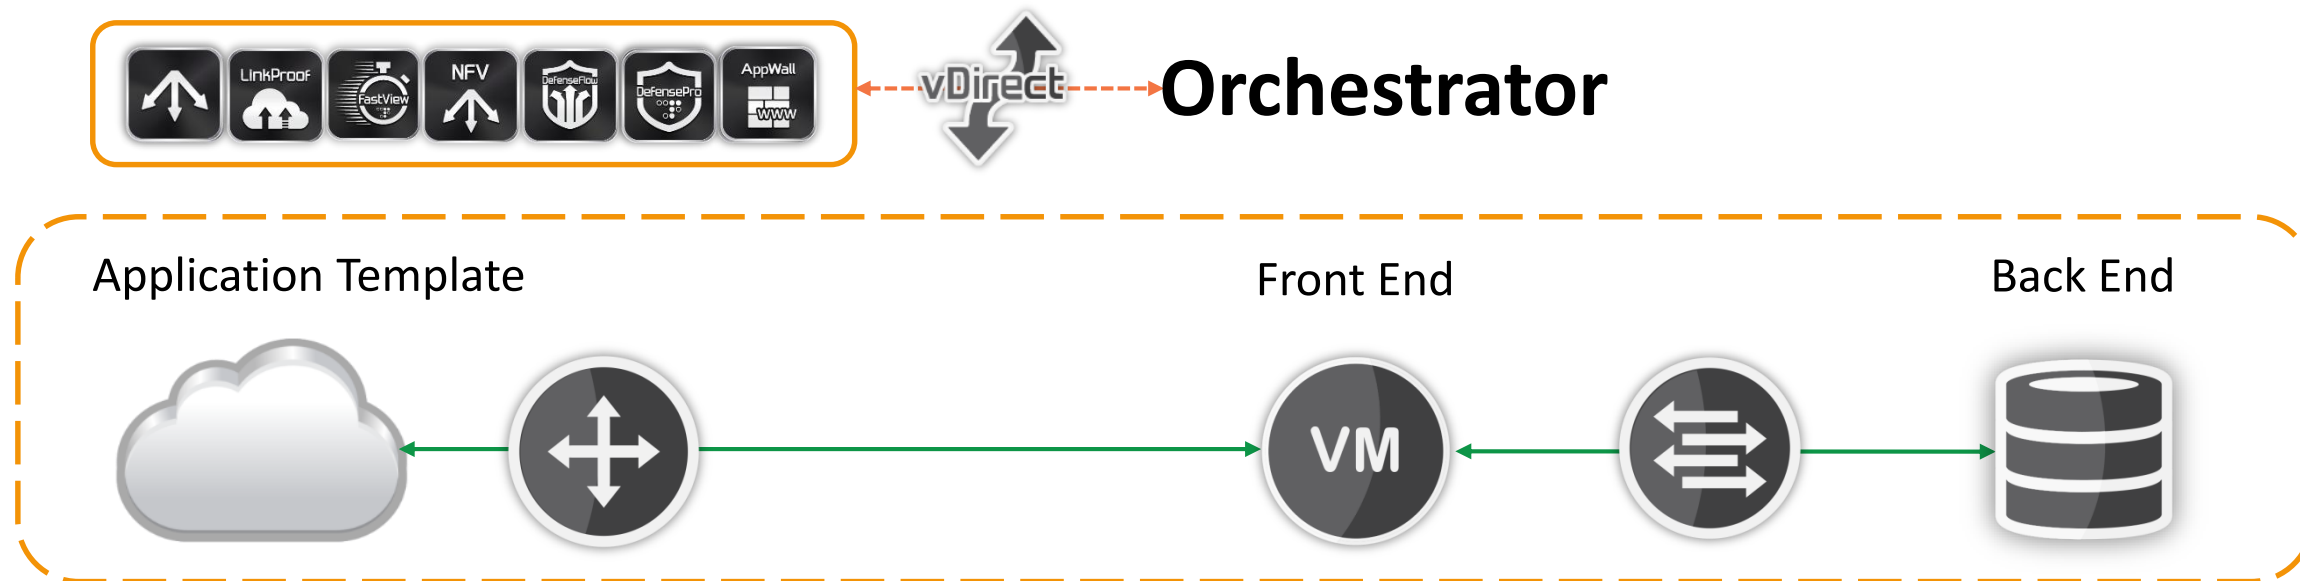 LinkProof
FastView
NFV
DefenseFlow
DefensePro
AppWall
www
vDirect
Orchestrator
Application Template
Front End
Back End
VM